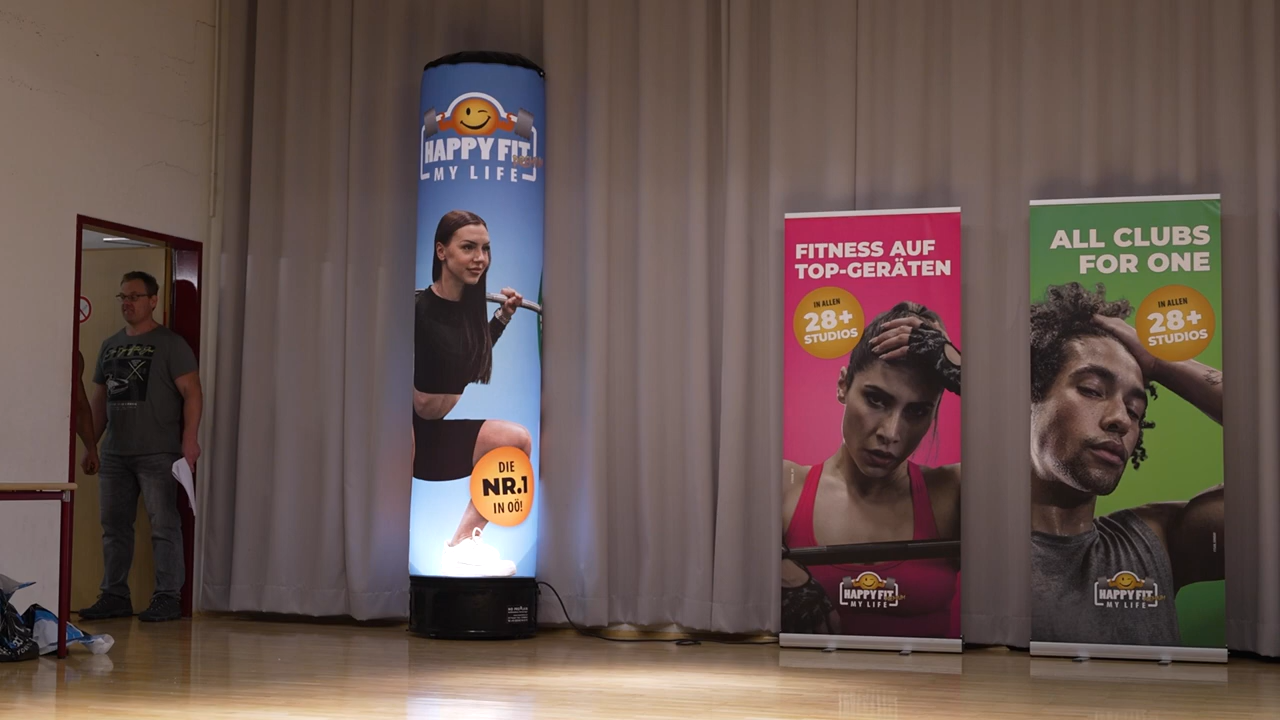 HAPPY FIT
MY LIFE
DIE
NR.1
IN OÖ!
FITNESS AUF
TOP-GERÄTEN
IN ALLEN
28+
STUDIOS
HAPPY FIT
MY LIFE
ALL CLUBS
FOR ONE
IN ALLEN
28+
STUDIOS
HAPPY FIT
MY LIFE